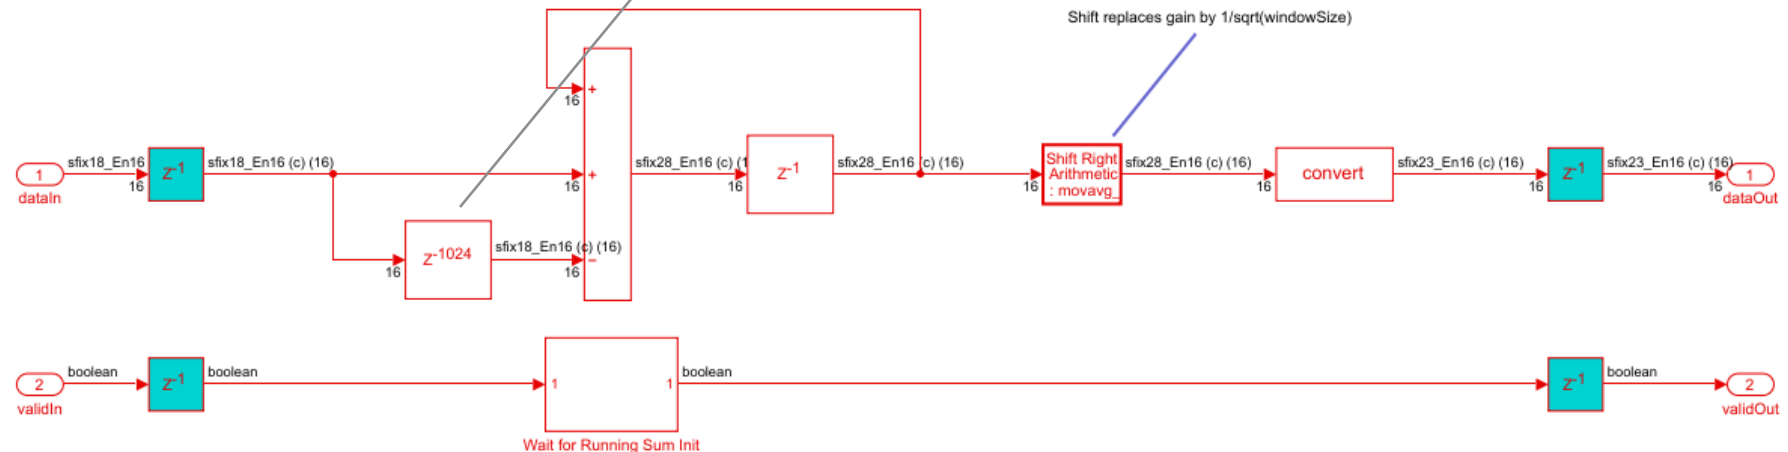 Shift replaces gain by 1/sqrt(windowSize)
+
16
sfix18_En16
1
dataIn
16
z-1
sfix18_En16 (c) (16)
+
16
sfix28_En16 (c) (1
16
z-1
sfix28_En16 (c) (16)
16
Shift Right
Arithmetic
: movavg_
sfix28_En16 (c) (16)
16
convert
sfix23_En16 (c) (16)
16
z-1
sfix23_En16 (c) (16)
16
1
dataOut
16
z-1024
sfix18_En16 (c) (16)
16
−
boolean
2
validIn
z-1
boolean
1
1
Wait for Running Sum Init
boolean
z-1
boolean
2
validOut